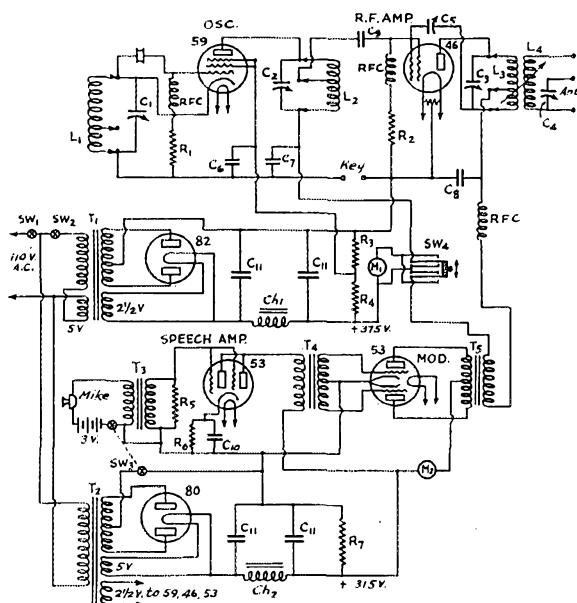 OSC.
59
R.F. AMP.
C5
C9
46
L4
L3
RFC
RFC
C1
C2
L2
C3
Ant.
C4
L1
R1
R2
C6
C7
Key
C8
RFC
SW1
SW2
T1
82
110 V.
A.C.
C11
C11
R3
R4
M1
SW4
5V
2½V
Ch1
+375V.
SPEECH AMP.
T4
53
MOD.
T5
T3
53
Mike
R5
3V.
R6
C10
SW3
M2
T2
80
C11
C11
R7
5V
Ch2
+ 315V.
2½V. to 59, 46, 53